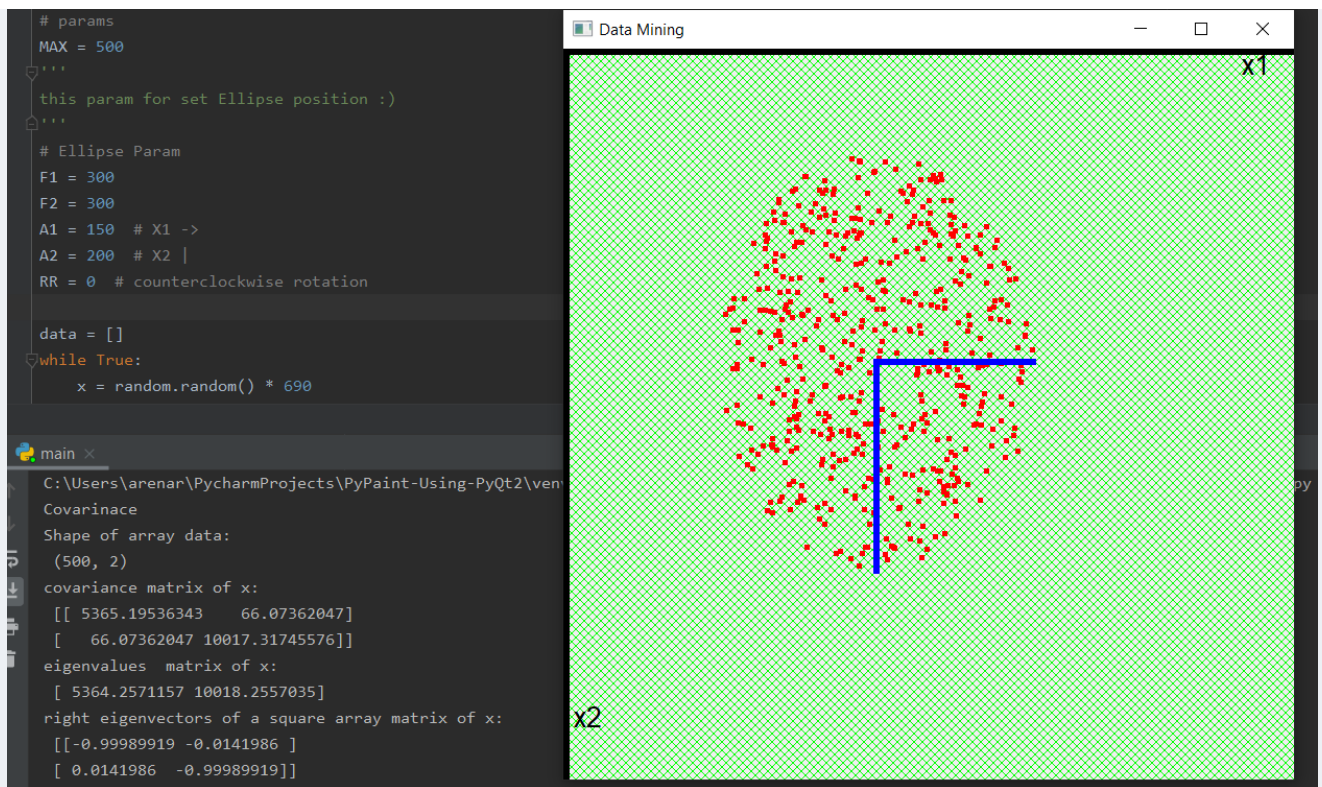 # params
MAX = 500
'''
this param for set Ellipse position :)
'''
# Ellipse Param
F1 = 300
F2 = 300
A1 = 150  # X1 ->
A2 = 200  # X2 |
RR = 0  # counterclockwise rotation
data = []
while True:
    x = random.random() * 690
main
C:\Users\arenar\PycharmProjects\PyPaint-Using-PyQt2\ven
py
Covarinace
Shape of array data:
 (500, 2)
covariance matrix of x:
 [[ 5365.19536343    66.07362047]
 [   66.07362047 10017.31745576]]
eigenvalues  matrix of x:
 [ 5364.2571157 10018.2557035]
right eigenvectors of a square array matrix of x:
 [[-0.99989919 -0.0141986 ]
 [ 0.0141986  -0.99989919]]
Data Mining
x1
x2